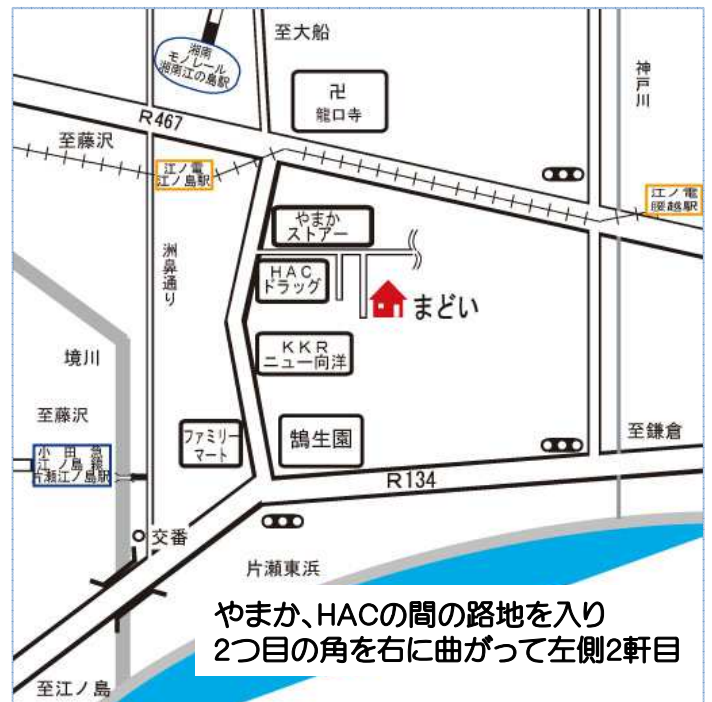 至大船
湘南
モノレール
湘南江の島駅
卍
龍口寺
神戸川
R467
至藤沢
江ノ電
江ノ島駅
江ノ電
腰越駅
やまか
ストアー
洲鼻通り
HAC
ドラッグ
まどい
KKR
ニュー向洋
境川
至藤沢
ファミリー
マート
鵠生園
至鎌倉
小田急
江ノ島線
片瀬江ノ島駅
R134
交番
片瀬東浜
やまか、HACの間の路地を入り
2つ目の角を右に曲がって左側2軒目
至江ノ島